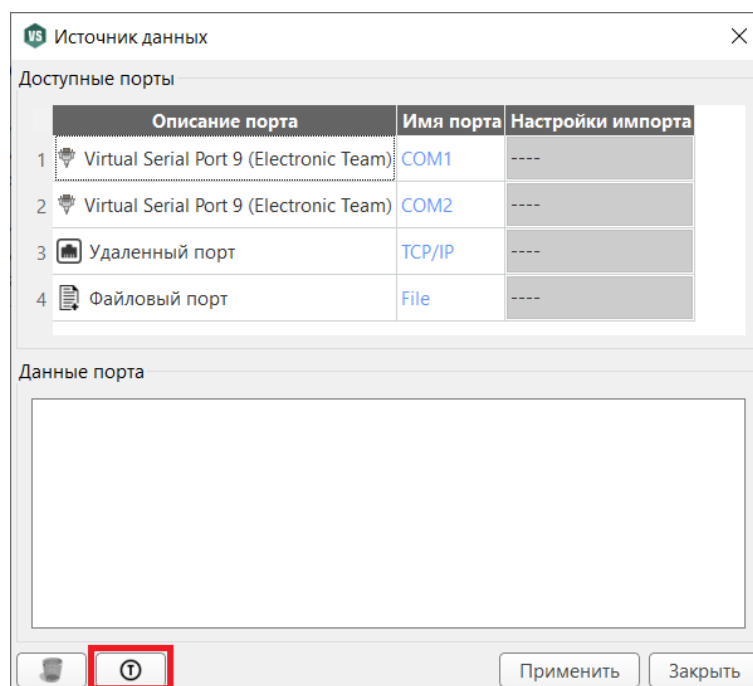 VS Источник данных
Доступные порты
Описание порта Имя порта Настройки импорта
1 Virtual Serial Port 9 (Electronic Team) COM1 ----
2 Virtual Serial Port 9 (Electronic Team) COM2 ----
3 Удаленный порт TCP/IP ----
4 Файловый порт File ----
Данные порта
T Применить Закрыть